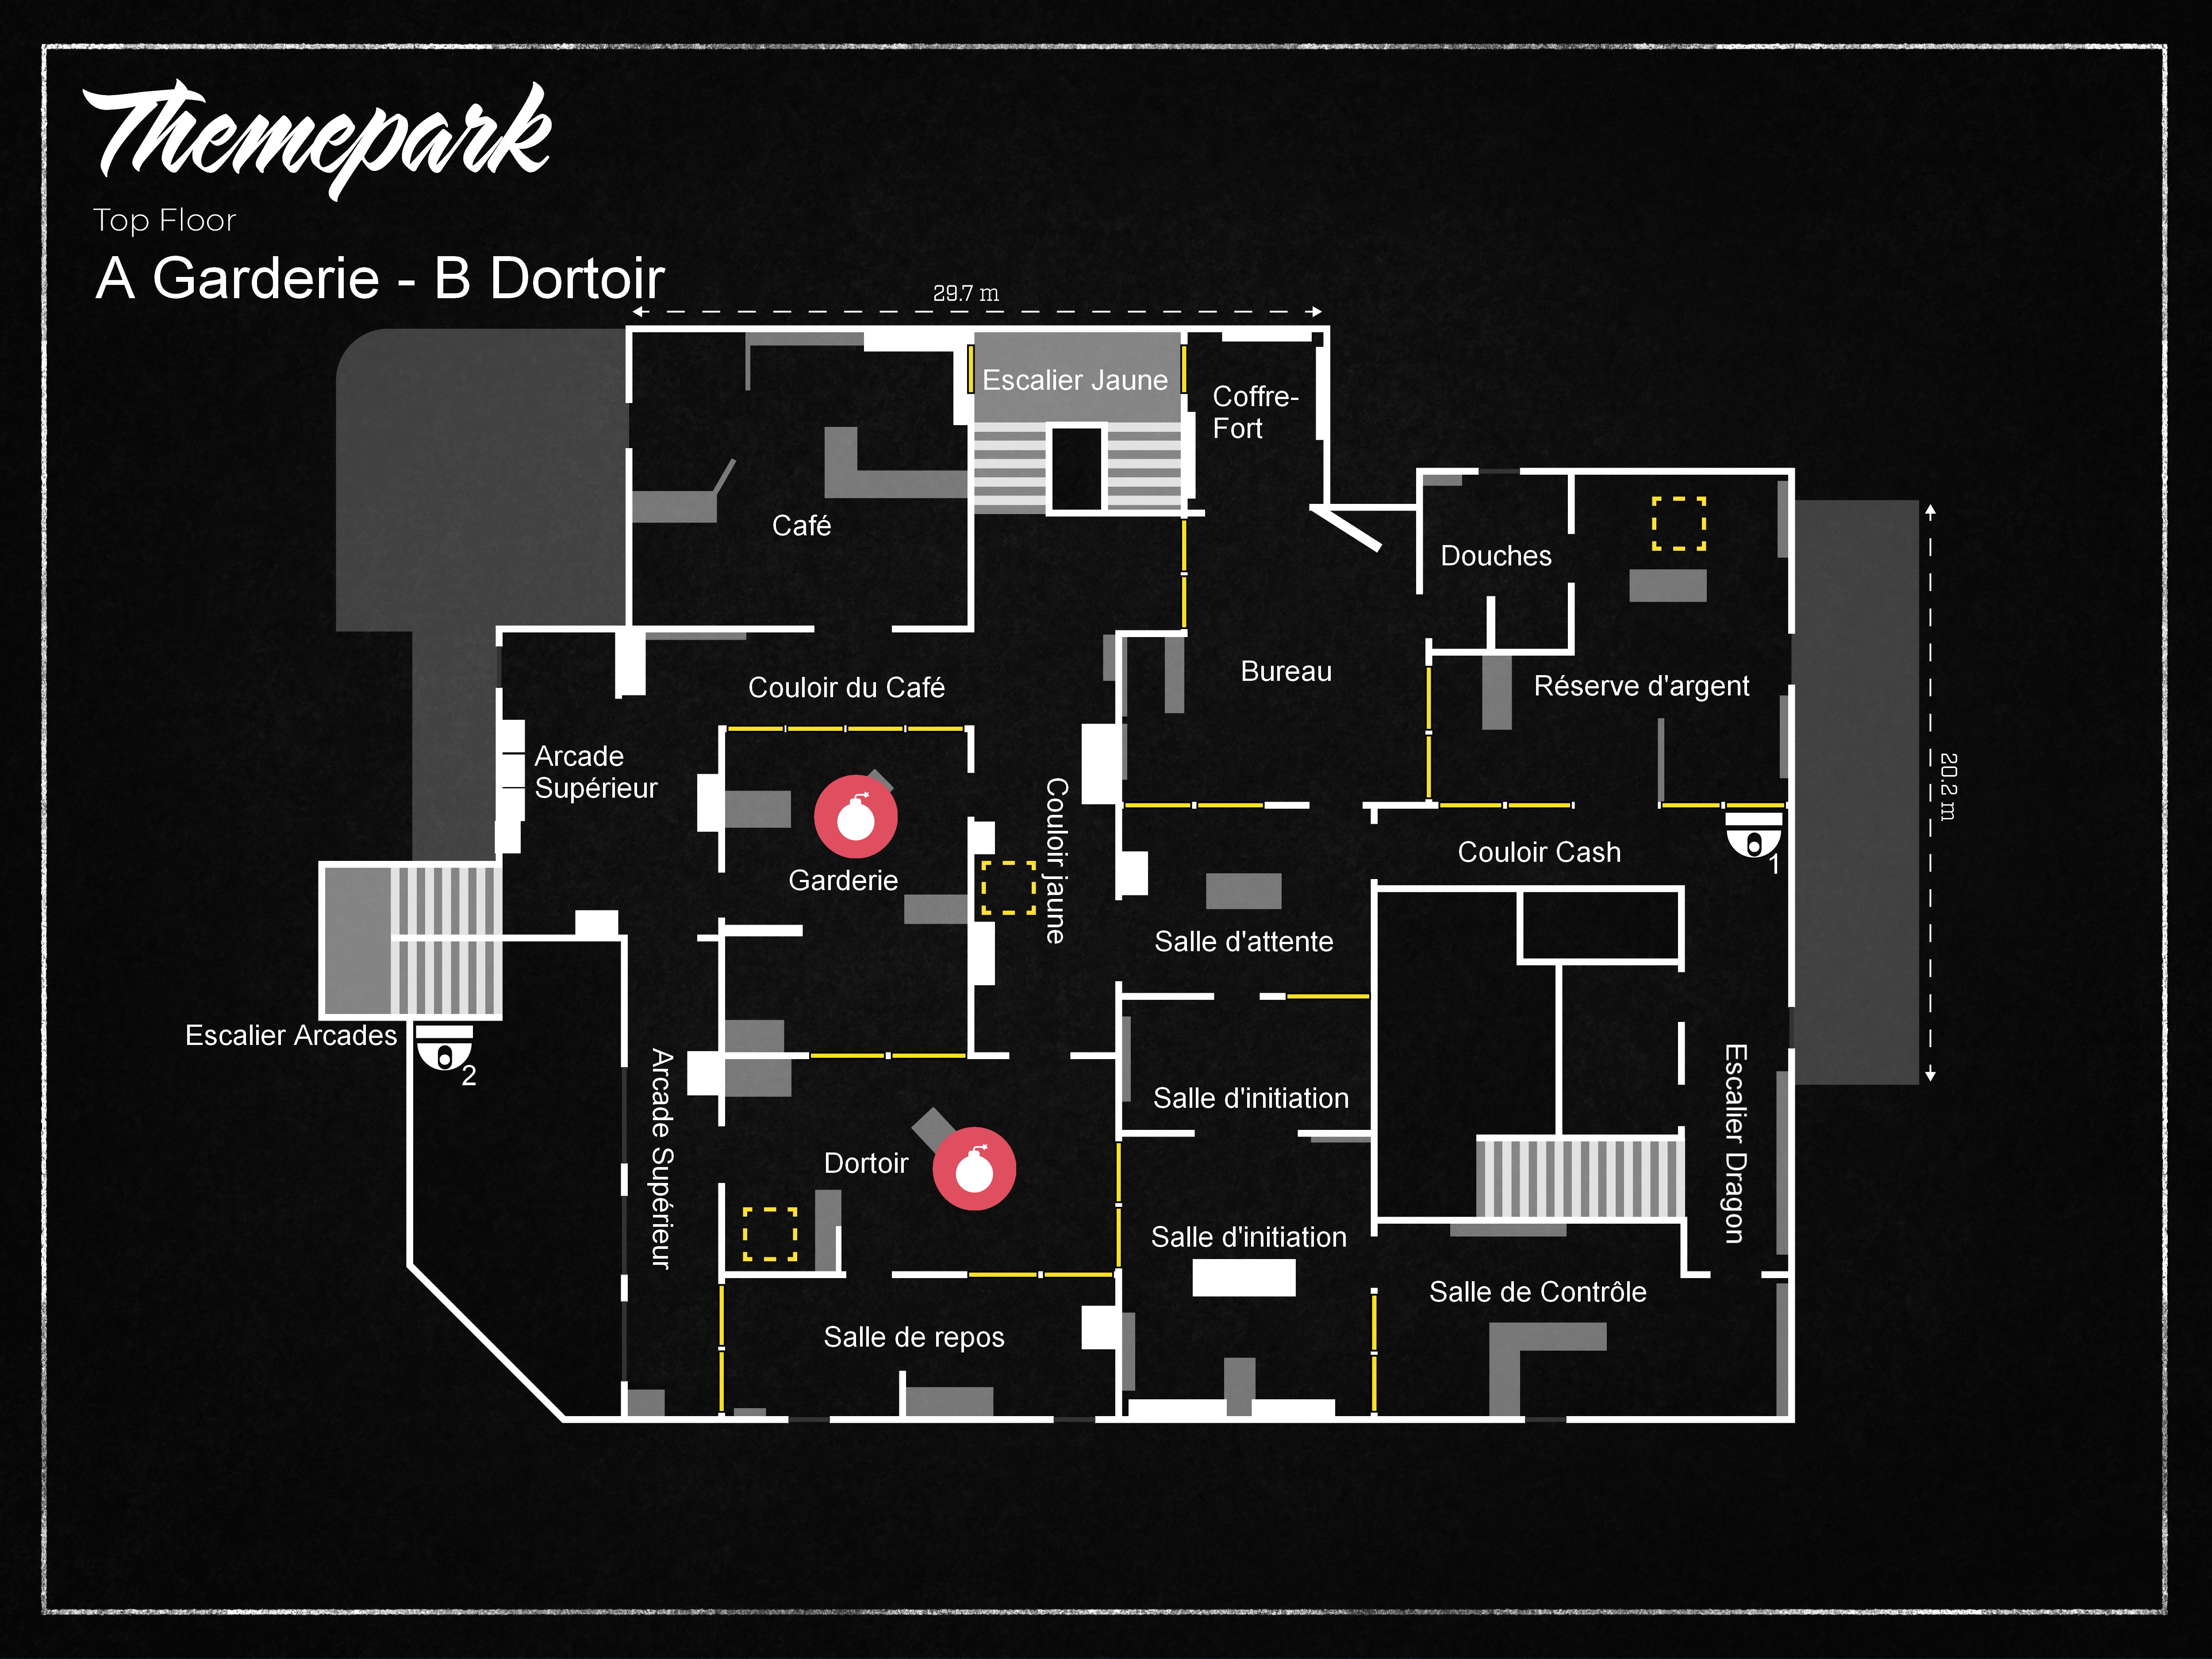 Themepark
Top Floor
A Garderie - B Dortoir
29.7 m
Escalier Jaune
Coffre-
Fort
Café
Douches
Couloir du Café
Bureau
Réserve d'argent
Arcade
Supérieur
Couloir jaune
20.2 m
Garderie
Couloir Cash
1
Salle d'attente
Escalier Arcades
2
Arcade Supérieur
Salle d'initiation
Escalier Dragon
Dortoir
Salle d'initiation
Salle de Contrôle
Salle de repos